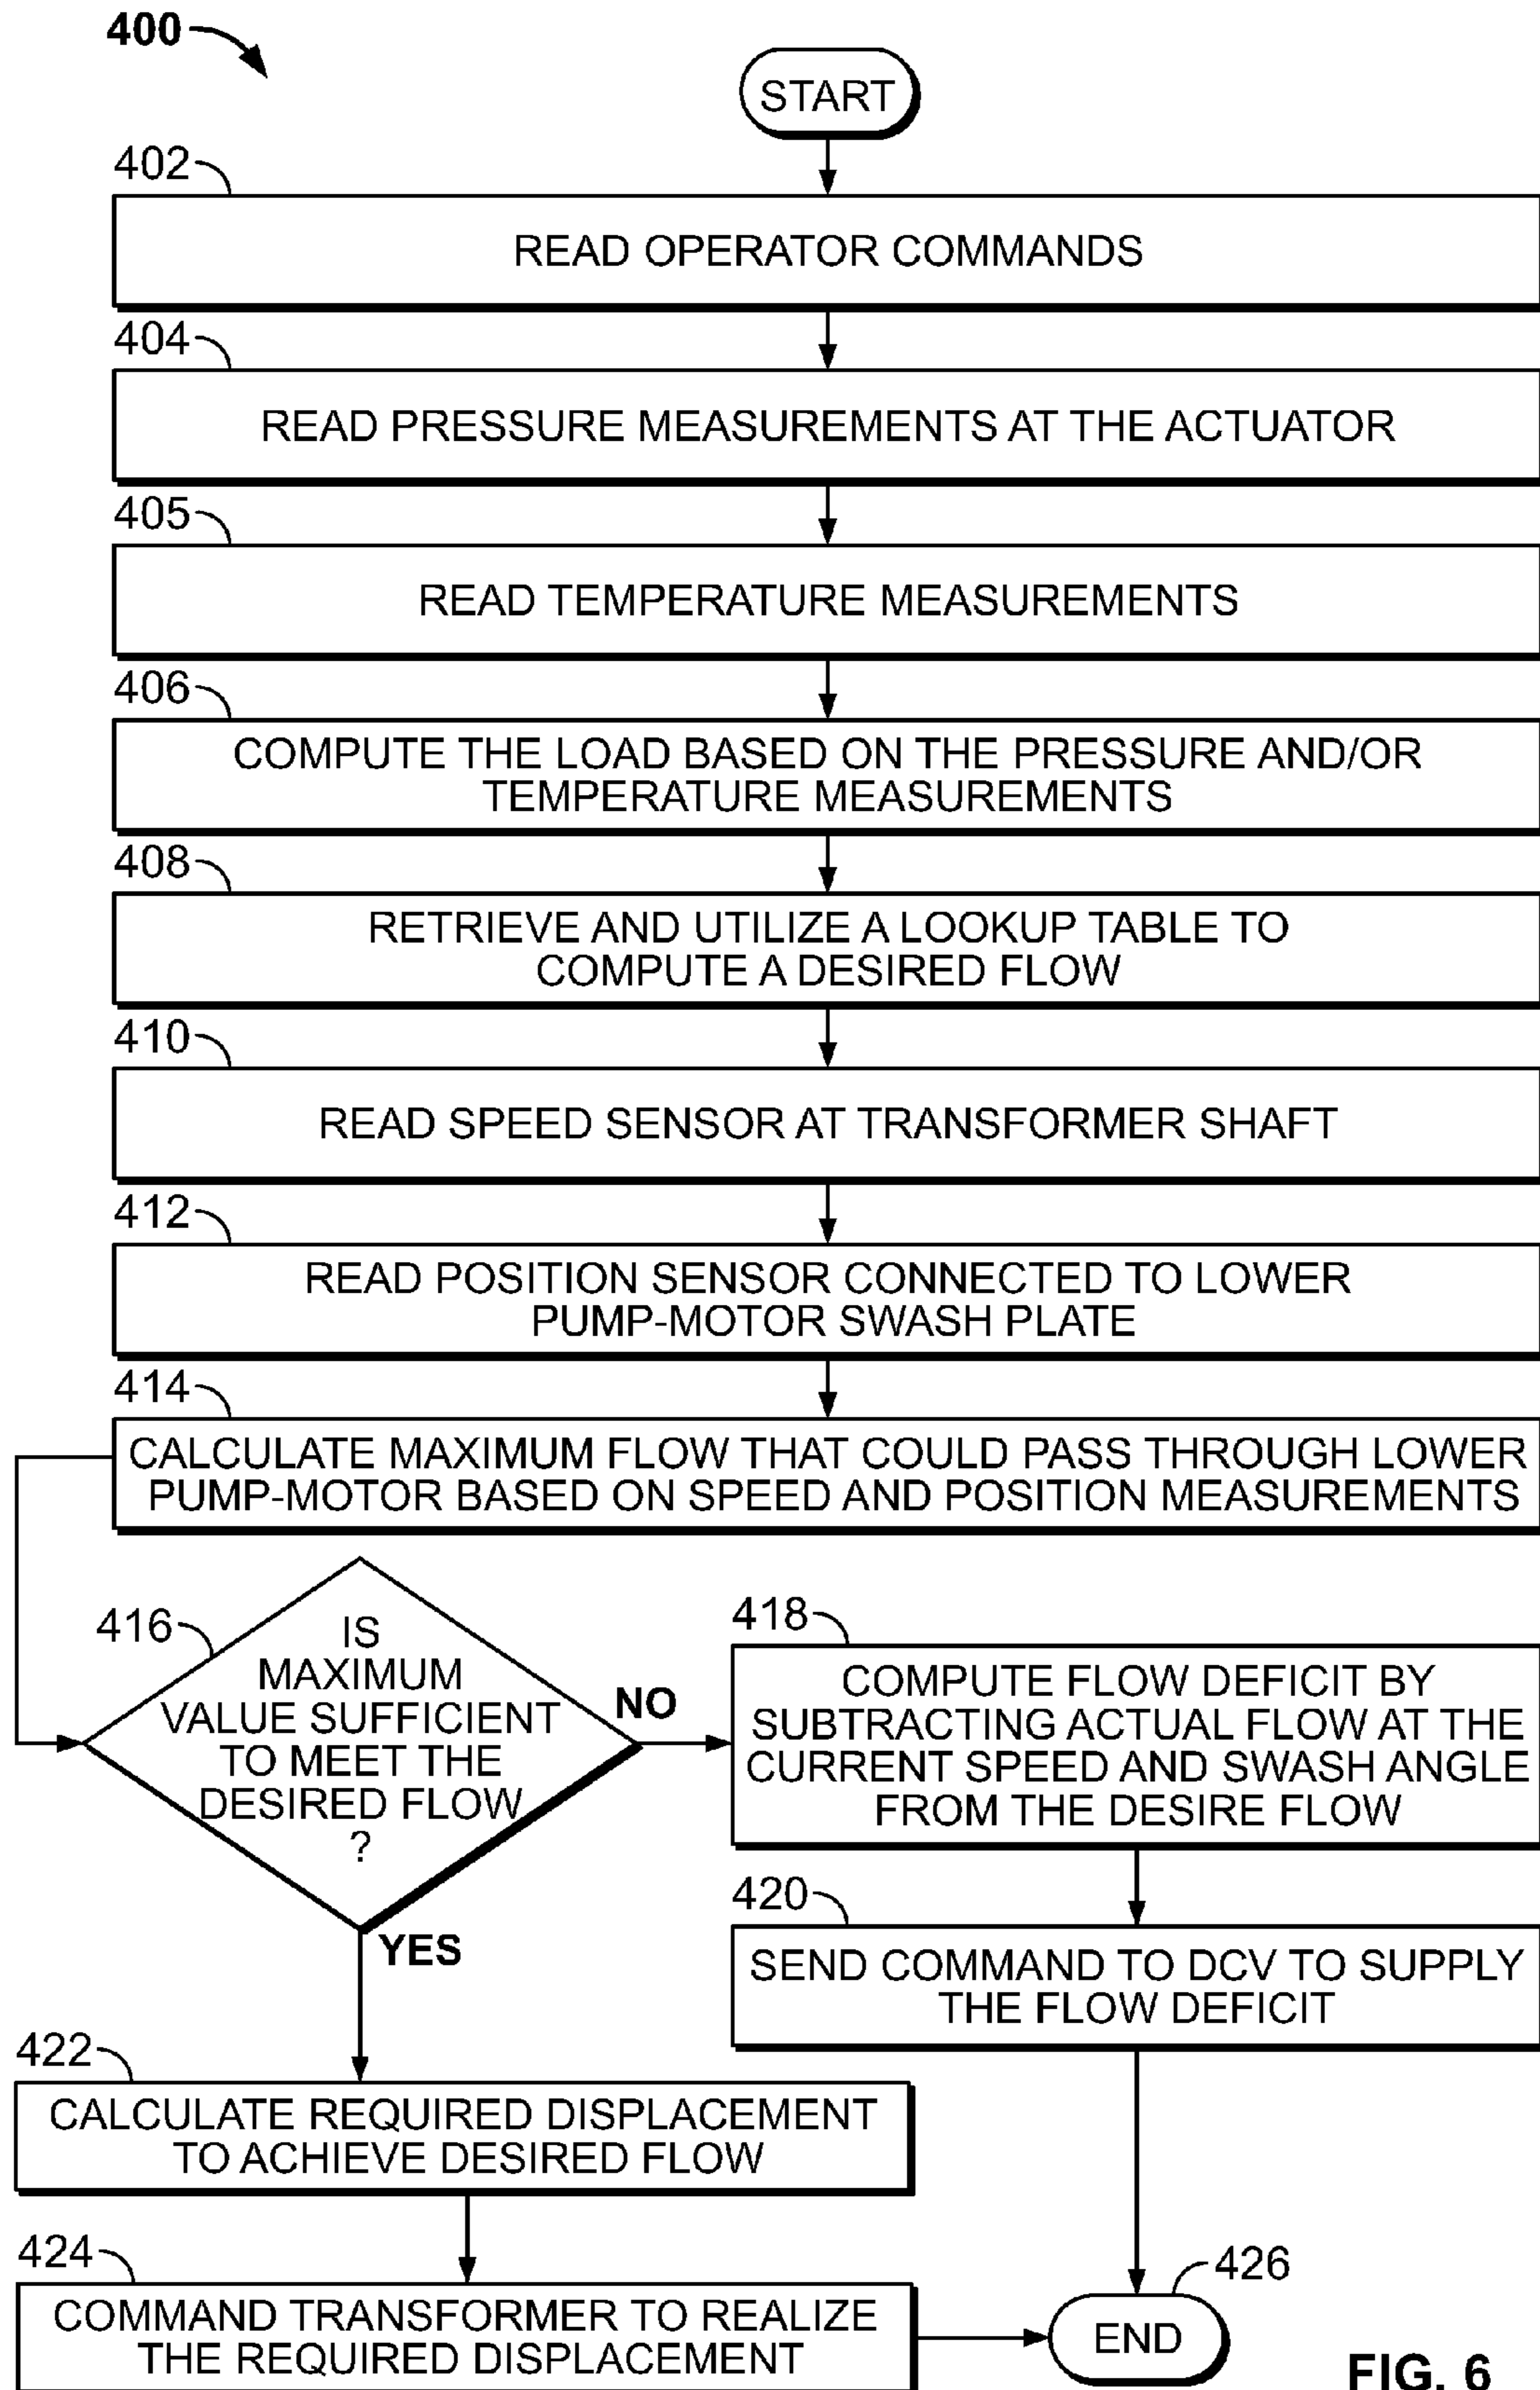 400
START
402
READ OPERATOR COMMANDS
404
READ PRESSURE MEASUREMENTS AT THE ACTUATOR
405
READ TEMPERATURE MEASUREMENTS
406
COMPUTE THE LOAD BASED ON THE PRESSURE AND/OR
TEMPERATURE MEASUREMENTS
408
RETRIEVE AND UTILIZE A LOOKUP TABLE TO
COMPUTE A DESIRED FLOW
410
READ SPEED SENSOR AT TRANSFORMER SHAFT
412
READ POSITION SENSOR CONNECTED TO LOWER
PUMP-MOTOR SWASH PLATE
414
CALCULATE MAXIMUM FLOW THAT COULD PASS THROUGH LOWER
PUMP-MOTOR BASED ON SPEED AND POSITION MEASUREMENTS
416
IS
MAXIMUM
VALUE SUFFICIENT
TO MEET THE
DESIRED FLOW
?
NO
YES
418
COMPUTE FLOW DEFICIT BY
SUBTRACTING ACTUAL FLOW AT THE
CURRENT SPEED AND SWASH ANGLE
FROM THE DESIRE FLOW
420
SEND COMMAND TO DCV TO SUPPLY
THE FLOW DEFICIT
422
CALCULATE REQUIRED DISPLACEMENT
TO ACHIEVE DESIRED FLOW
424
COMMAND TRANSFORMER TO REALIZE
THE REQUIRED DISPLACEMENT
426
END
FIG. 6